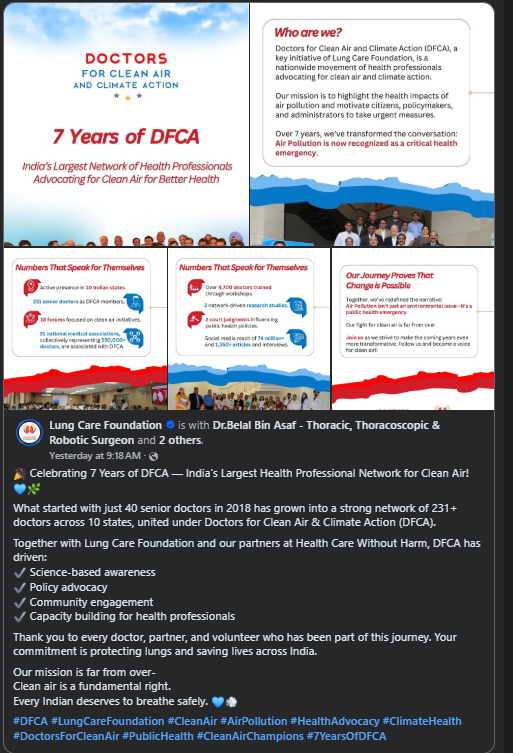 DOCTORS
FOR CLEAN AIR
AND CLIMATE ACTION
7 Years of DFCA
India's Largest Network of Health Professionals
Advocating for Clean Air for Better Health
Who are we?
Doctors for Clean Air and Climate Action (DFCA), a
key initiative of Lung Care Foundation, is a
nationwide movement of health professionals
advocating for clean air and climate action.
Our mission is to highlight the health impacts of
air pollution and motivate citizens, policymakers,
and administrators to take urgent measures.
Over 7 years, we've transformed the conversation:
Air Pollution is now recognized as a critical health
emergency.
Numbers That Speak for Themselves
Active presence in 10 Indian states.
231 senior doctors as DFCA members.
18 forums focused on clean air initiatives.
21 national medical associations,
collectively representing 350,000+
doctors, are associated with DFCA.
Numbers That Speak for Themselves
Over 4,700 doctors trained
through workshops.
2 network-driven research studies.
2 court judgments influencing
public health policies.
Social media reach of 74 million+
and 1,250+ articles and interviews.
Our Journey Proves That
Change is Possible
Together, we've redefined the narrative:
Air Pollution isn't just an environmental issue—it's a
public health emergency.
Our fight for clean air is far from over.
Join us as we strive to make the coming years even
more transformative. Follow us and become a voice
for clean air!
Lung Care Foundation is with Dr.Belal Bin Asaf - Thoracic, Thoracoscopic &
Robotic Surgeon and 2 others.
Yesterday at 9:18 AM ·
🎉 Celebrating 7 Years of DFCA — India's Largest Health Professional Network for Clean Air!
💙🌿
What started with just 40 senior doctors in 2018 has grown into a strong network of 231+
doctors across 10 states, united under Doctors for Clean Air & Climate Action (DFCA).
Together with Lung Care Foundation and our partners at Health Care Without Harm, DFCA has
driven:
✔ Science-based awareness
✔ Policy advocacy
✔ Community engagement
✔ Capacity building for health professionals
Thank you to every doctor, partner, and volunteer who has been part of this journey. Your
commitment is protecting lungs and saving lives across India.
Our mission is far from over-
Clean air is a fundamental right.
Every Indian deserves to breathe safely. 💙💨
#DFCA #LungCareFoundation #CleanAir #AirPollution #HealthAdvocacy #ClimateHealth
#DoctorsForCleanAir #PublicHealth #CleanAirChampions #7YearsOfDFCA